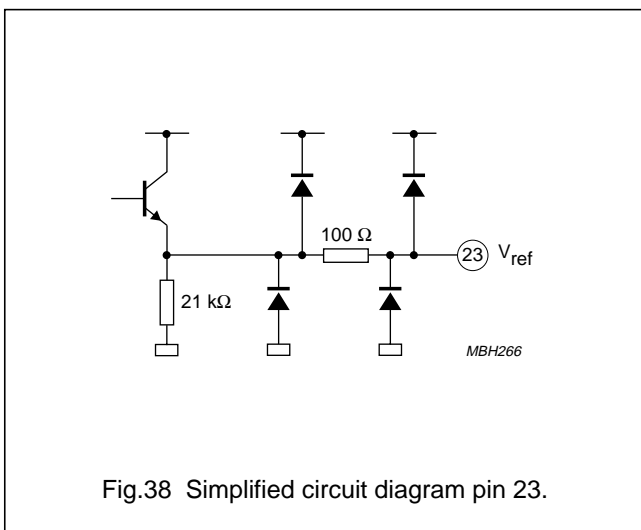 100 Ω
23 Vref
21 kΩ
MBH266
Fig.38 Simplified circuit diagram pin 23.